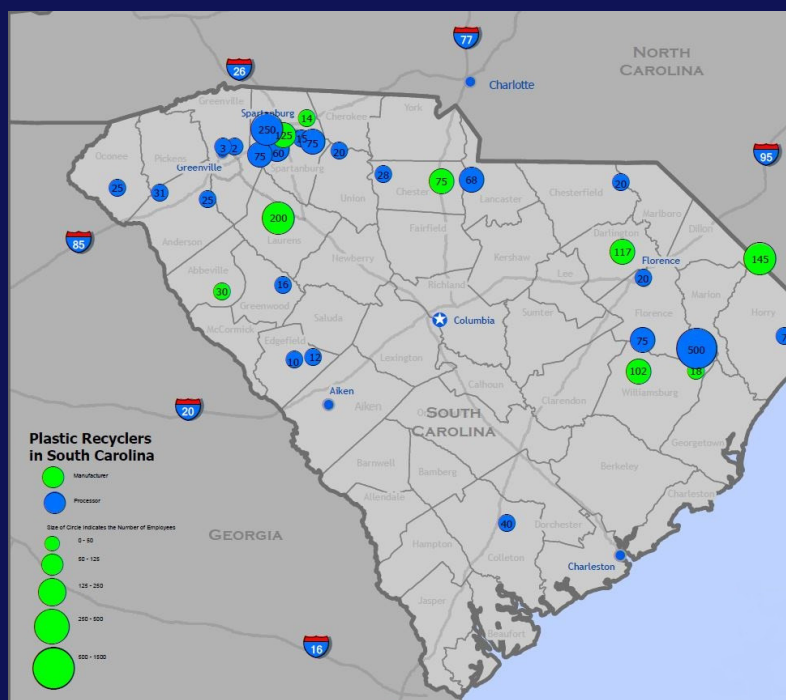 77
NORTH
CAROLINA
26
Charlotte
Greenville
Cherokee
York
Spartanburg
14
250
125
15
75
95
3
2
75
60
20
Oconee
Pickens
Greenville
Spartanburg
28
25
31
25
Union
Chester
75
68
Lancaster
Chesterfield
20
Marlboro
Dillon
85
Anderson
200
Laurens
Fairfield
Darlington
117
Florence
145
Newberry
Kershaw
Lee
20
Abbeville
30
Greenwood
16
Richland
Marion
McCormick
Saluda
Columbia
Sumter
Florence
Horry
Edgefield
10
12
Lexington
75
500
7
102
18
Calhoun
Williamsburg
20
Aiken
Aiken
SOUTH
CAROLINA
Clarendon
Georgetown
Plastic Recyclers
in South Carolina
Manufacturer
Processor
Size of Circle Indicates the Number of Employees
0 - 50
50 - 125
125 - 250
250 - 500
500 - 1500
Barnwell
Bamberg
Berkeley
Allendale
Charleston
GEORGIA
40
Dorchester
Hampton
Colleton
Charleston
Jasper
Beaufort
16